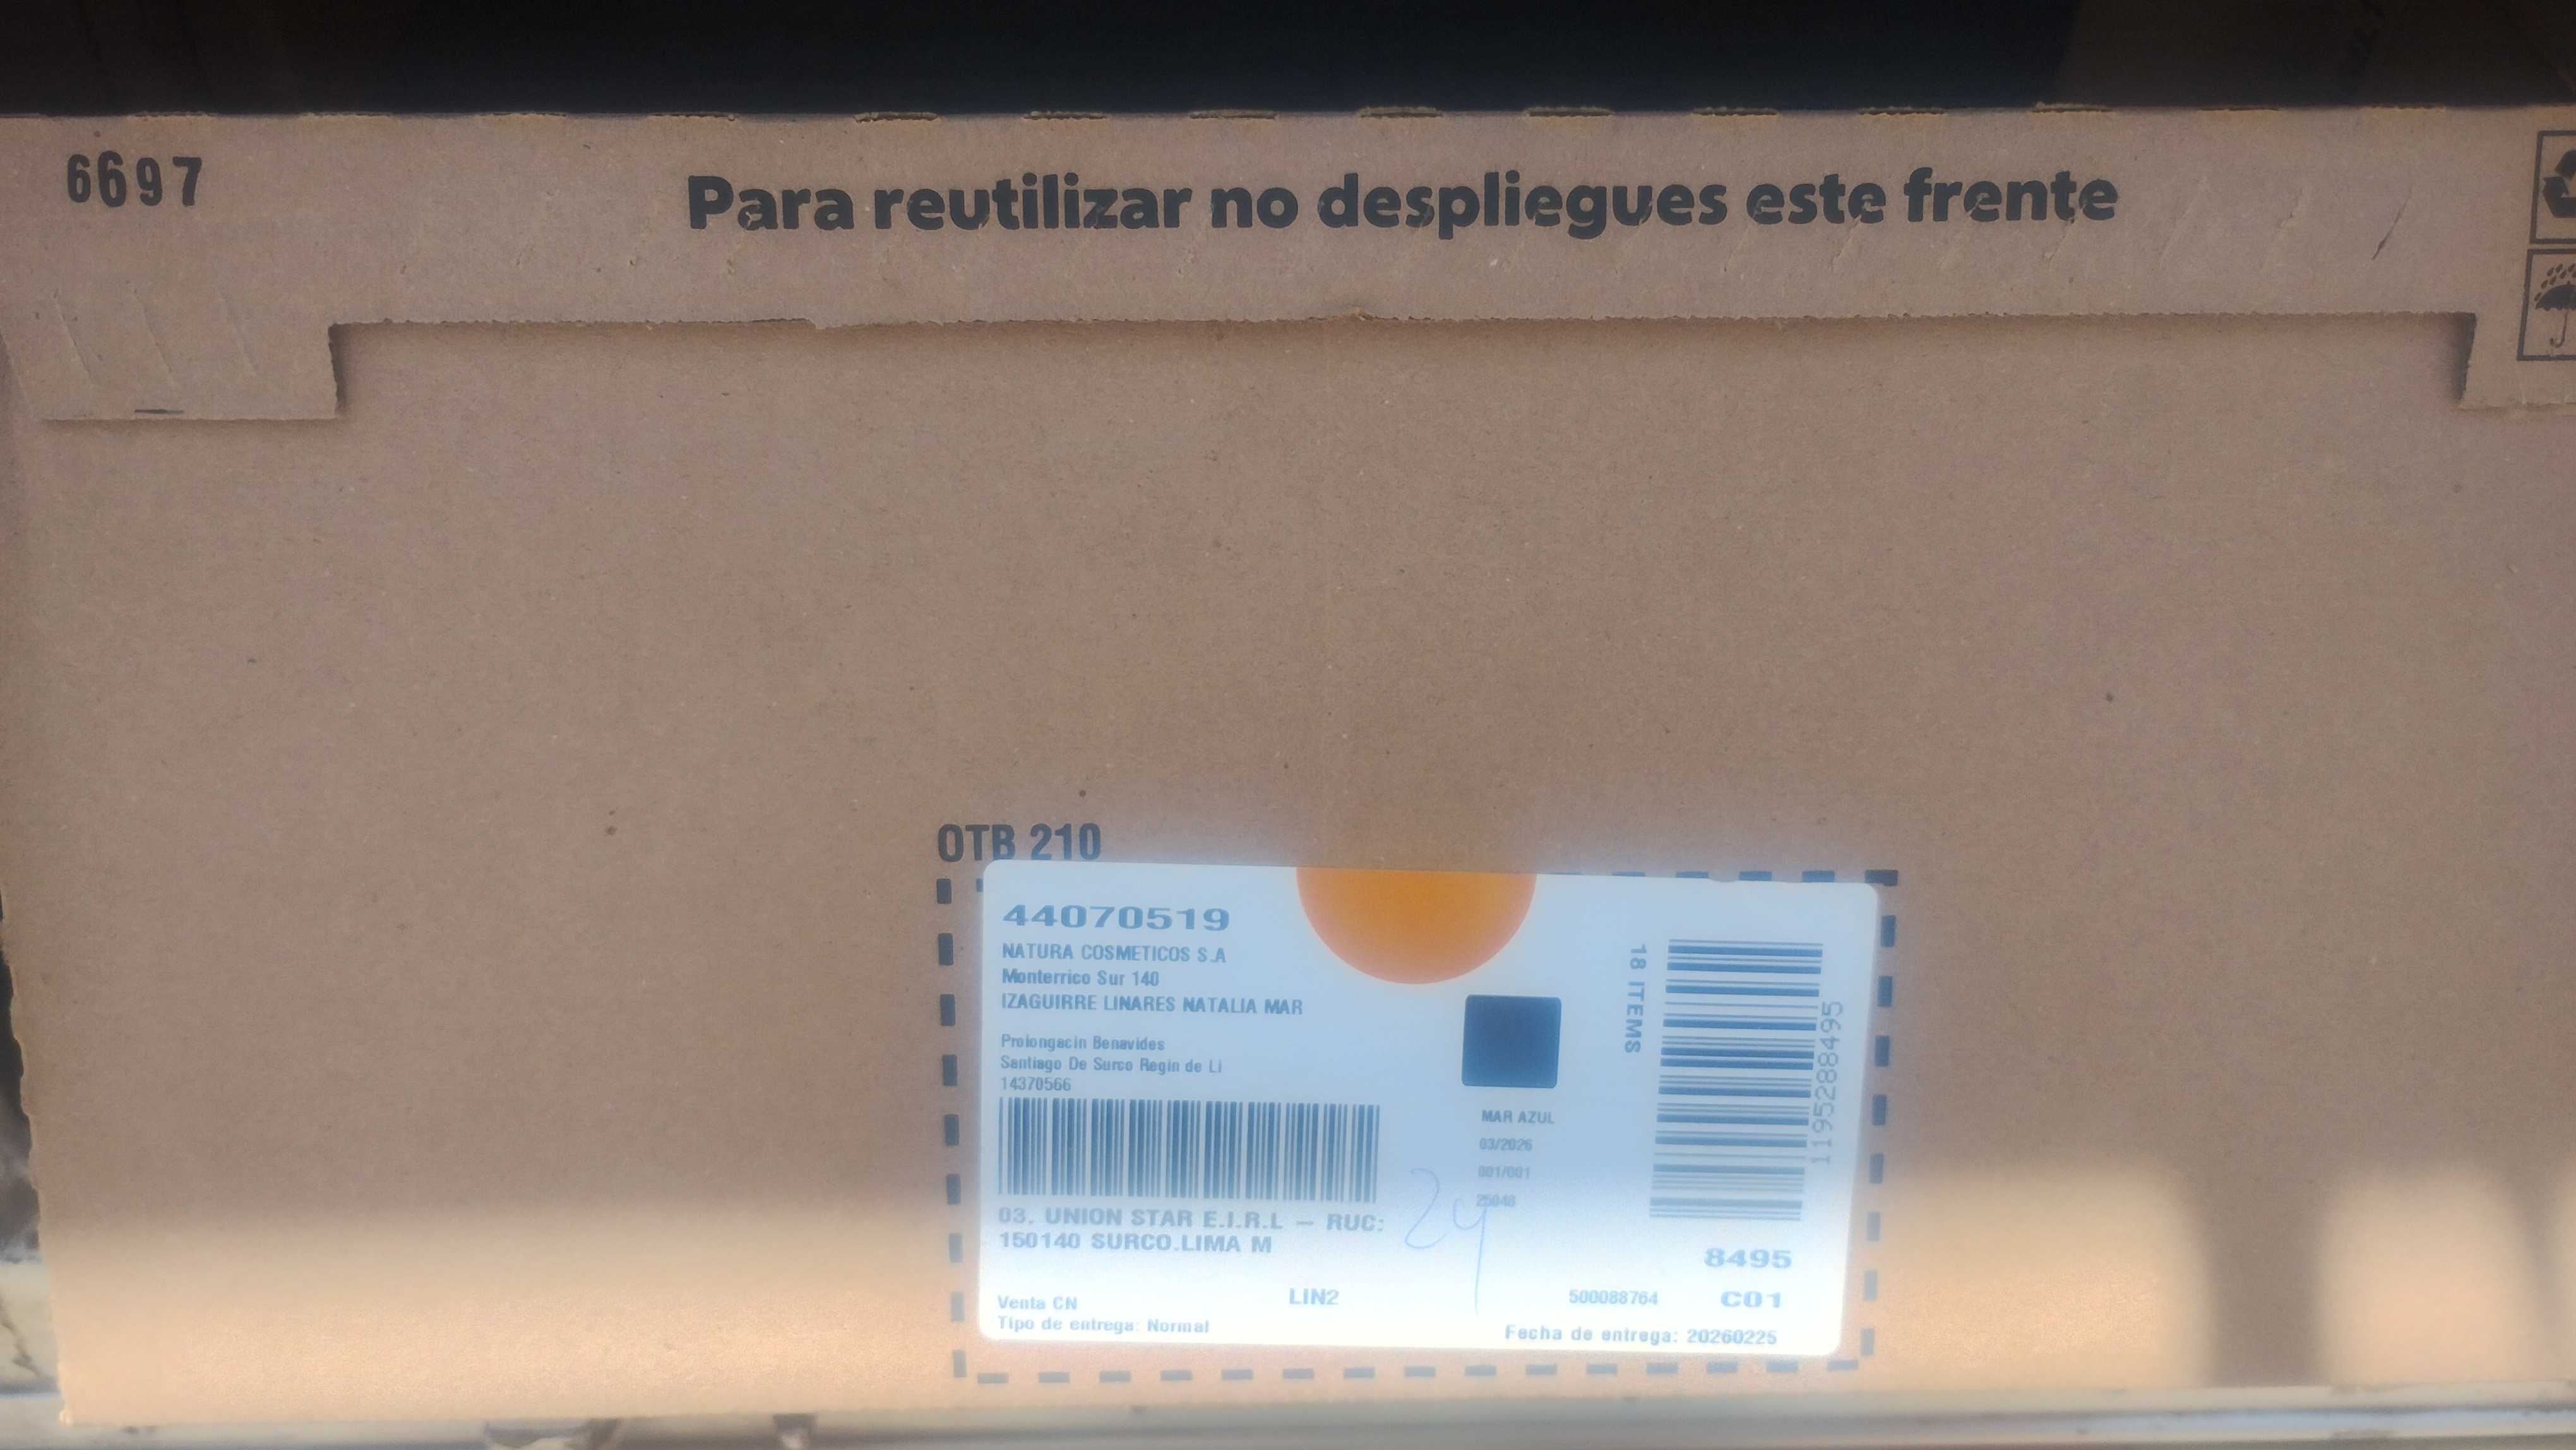 6697
Para reutilizar no despliegues este frente
OTB 210
44070519
NATURA COSMETICOS S.A
Monterrico Sur 140
IZAGUIRRE LINARES NATALIA MAR
Prolongacin Benavides
Santiago De Surco Regin de Li
14370566
03. UNION STAR E.I.R.L – RUC:
150140 SURCO.LIMA M
Venta CN
Tipo de entrega: Normal
LIN2
MAR AZUL
03/2026
001/001
25048
24
18 ITEMS
11952888495
8495
500088764
C01
Fecha de entrega: 20260225